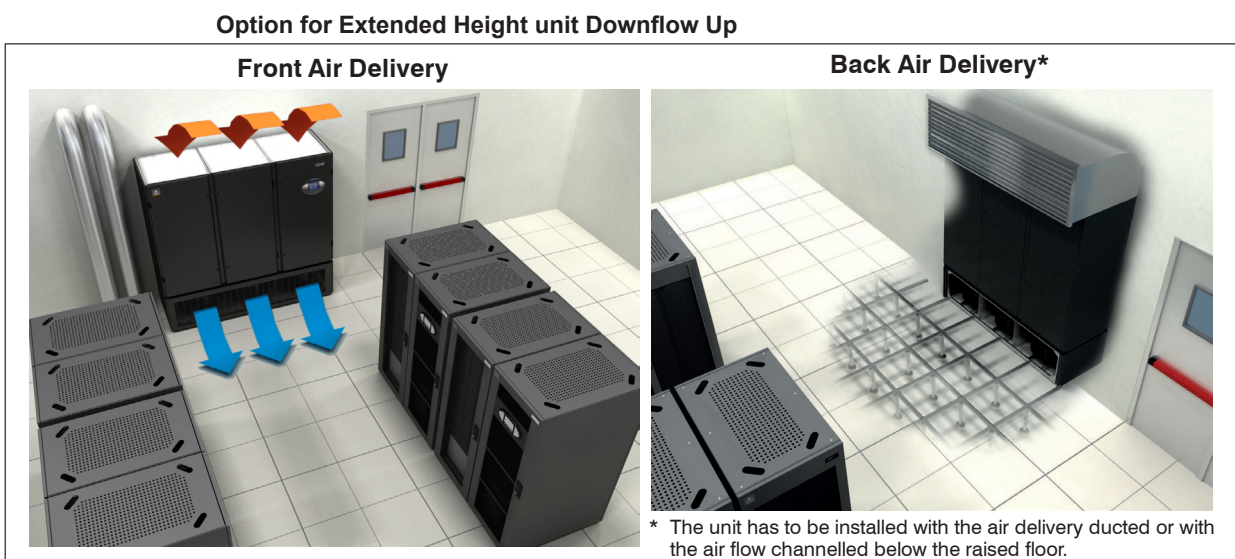 Option for Extended Height unit Downflow Up
Front Air Delivery
Back Air Delivery*
* The unit has to be installed with the air delivery ducted or with
the air flow channelled below the raised floor.